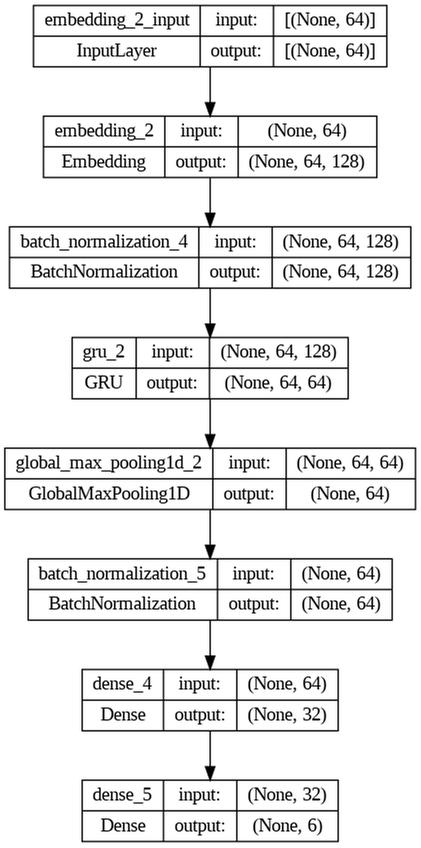 embedding_2_input input: [(None, 64)]
InputLayer output: [(None, 64)]
embedding_2 input: (None, 64)
Embedding output: (None, 64, 128)
batch_normalization_4 input: (None, 64, 128)
BatchNormalization output: (None, 64, 128)
gru_2 input: (None, 64, 128)
GRU output: (None, 64, 64)
global_max_pooling1d_2 input: (None, 64, 64)
GlobalMaxPooling1D output: (None, 64)
batch_normalization_5 input: (None, 64)
BatchNormalization output: (None, 64)
dense_4 input: (None, 64)
Dense output: (None, 32)
dense_5 input: (None, 32)
Dense output: (None, 6)